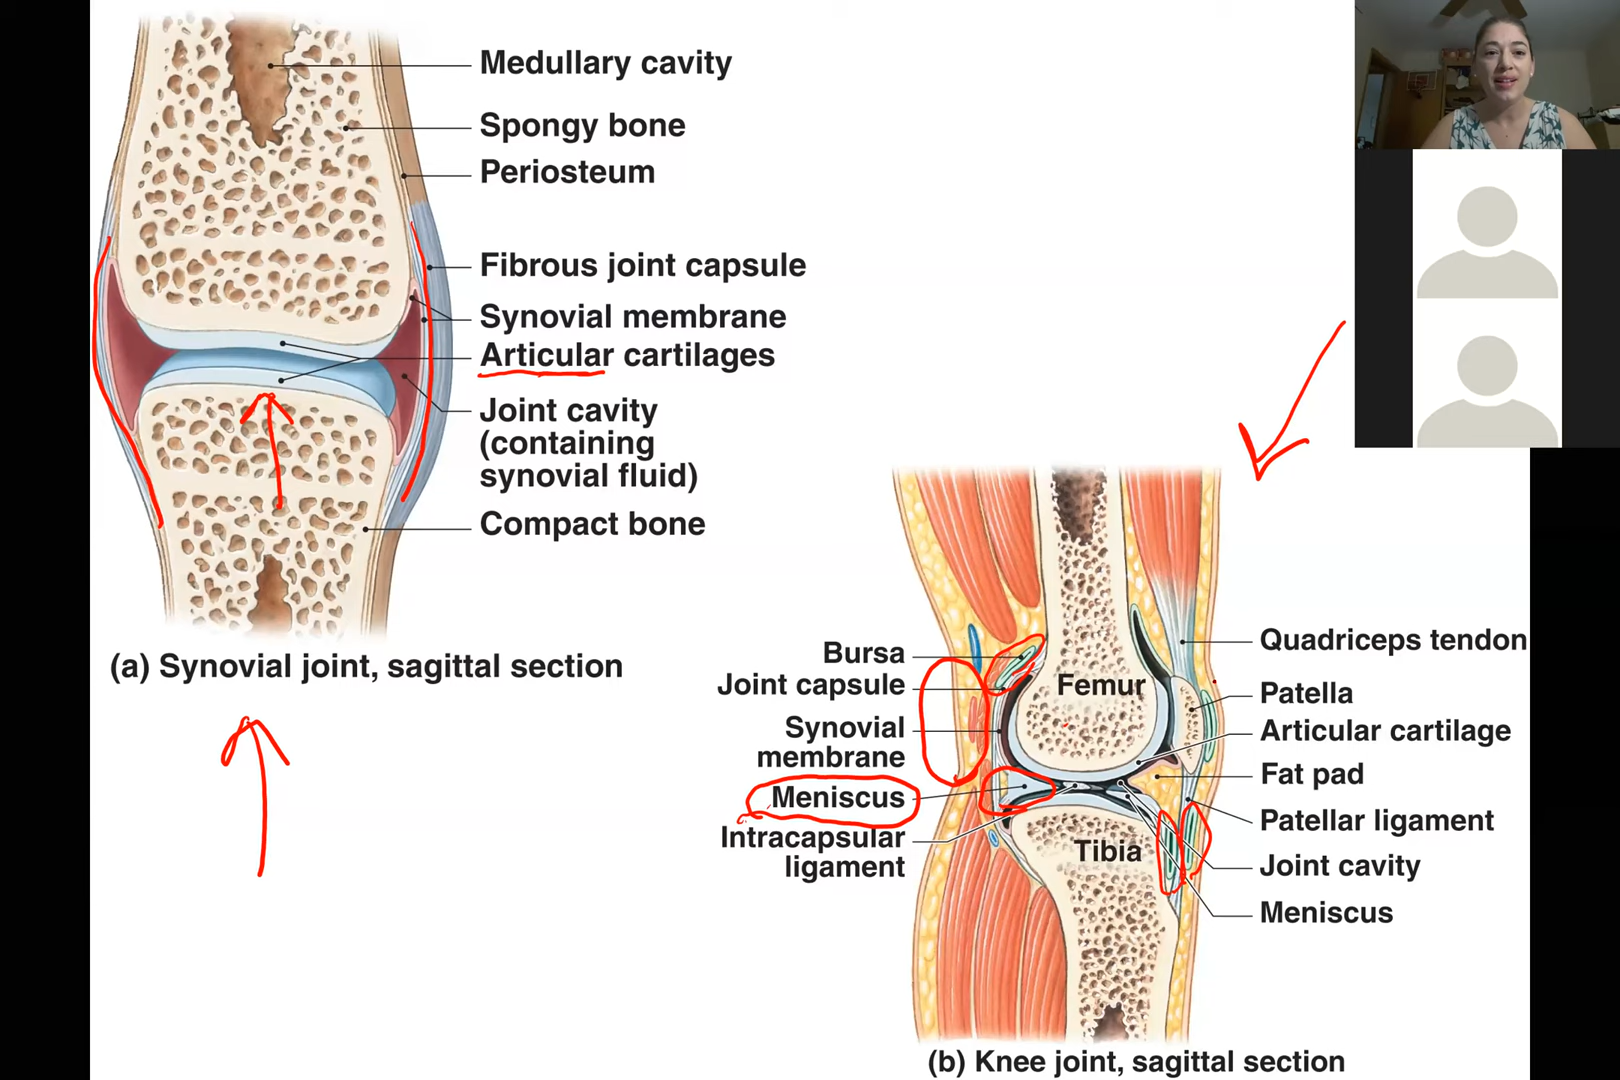 Medullary cavity
Spongy bone
Periosteum
Fibrous joint capsule
Synovial membrane
Articular cartilages
Joint cavity
(containing
synovial fluid)
Compact bone
(a) Synovial joint, sagittal section
Bursa
Joint capsule
Synovial
membrane
Meniscus
Intracapsular
ligament
Femur
Tibia
Quadriceps tendon
Patella
Articular cartilage
Fat pad
Patellar ligament
Joint cavity
Meniscus
(b) Knee joint, sagittal section